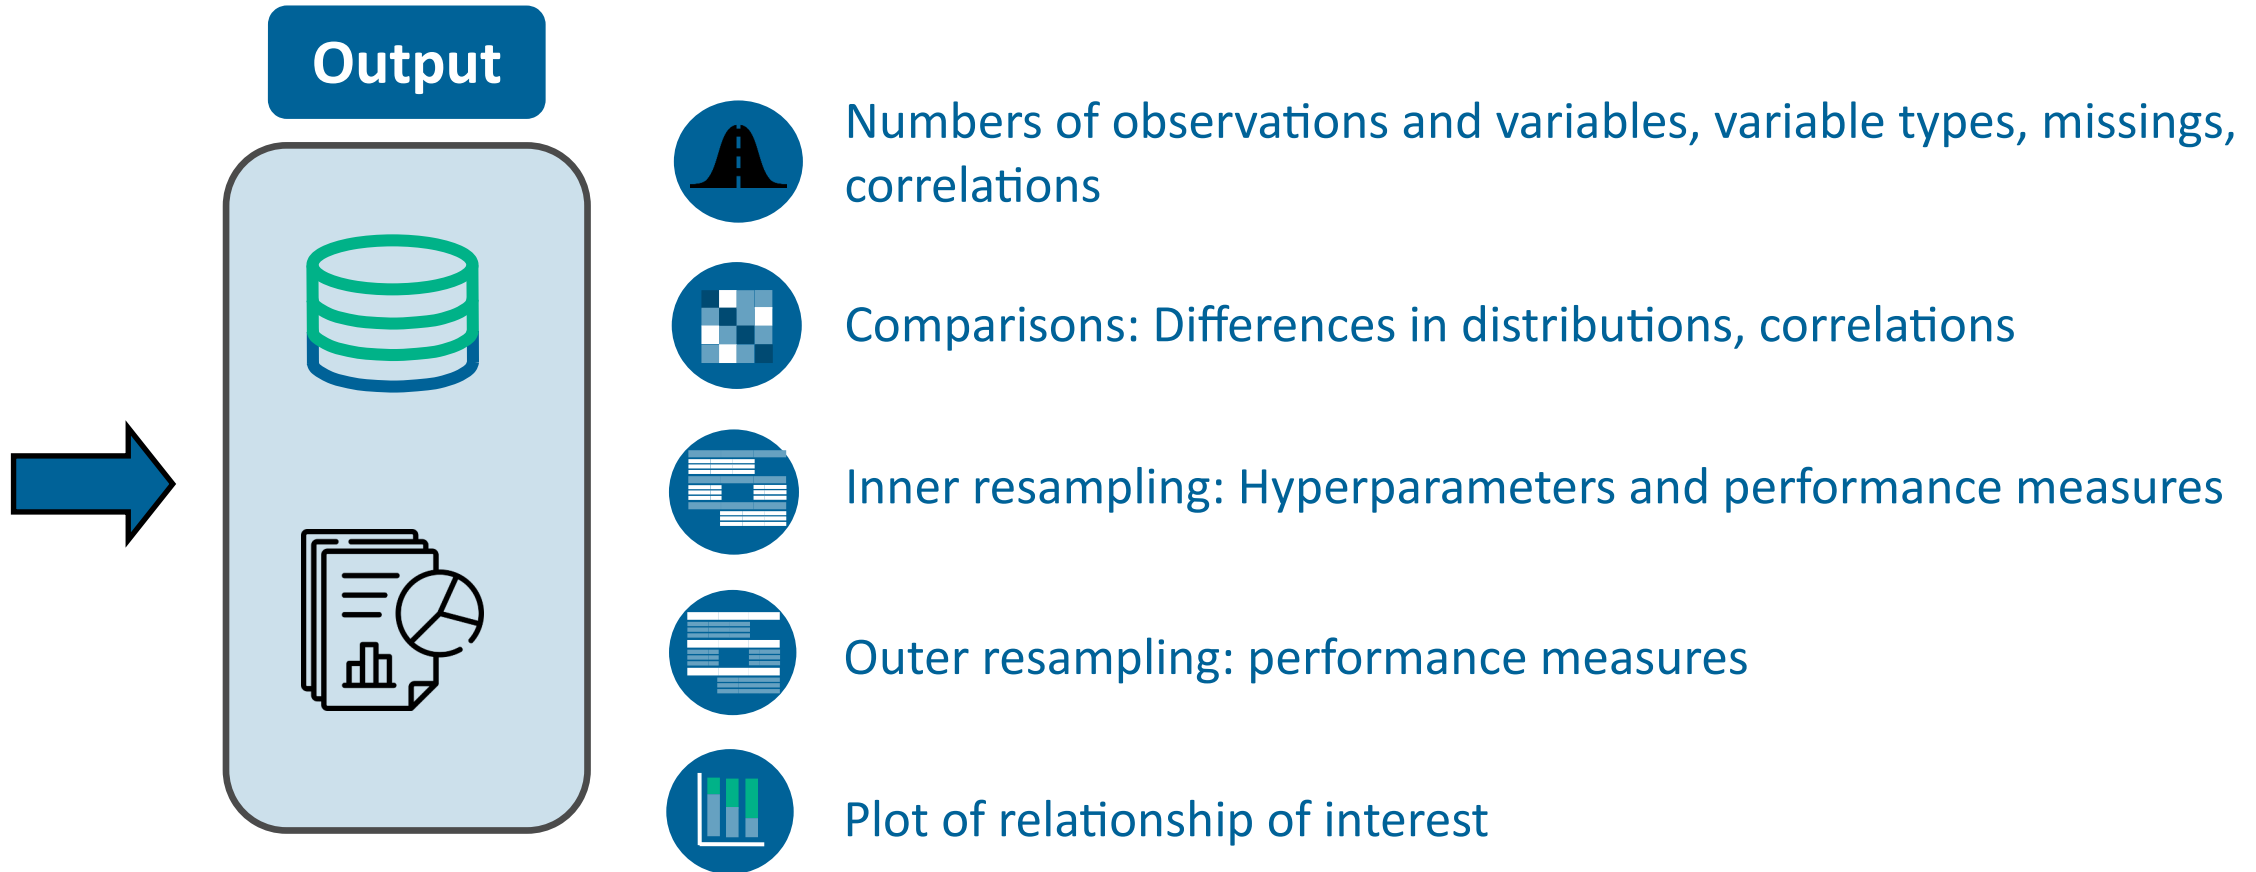 Output
Numbers of observations and variables, variable types, missings,
correlations
Comparisons: Differences in distributions, correlations
Inner resampling: Hyperparameters and performance measures
Outer resampling: performance measures
Plot of relationship of interest